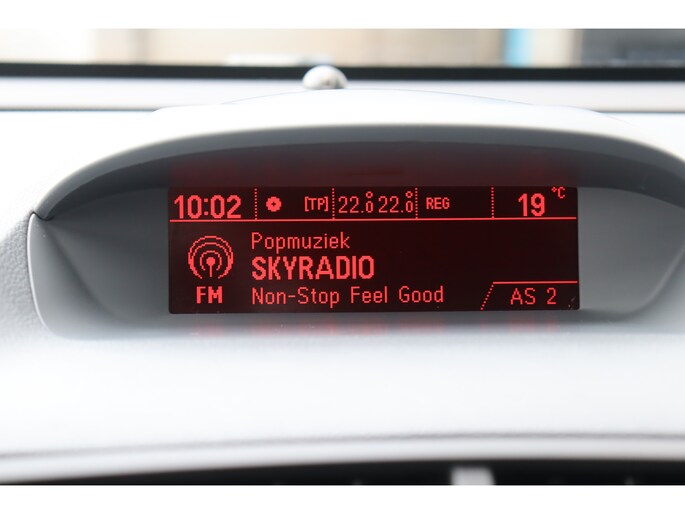 10:02 [TP] 22.0° 22.0° REG 19 °C
Popmuziek
SKYRADIO
FM Non-Stop Feel Good AS 2